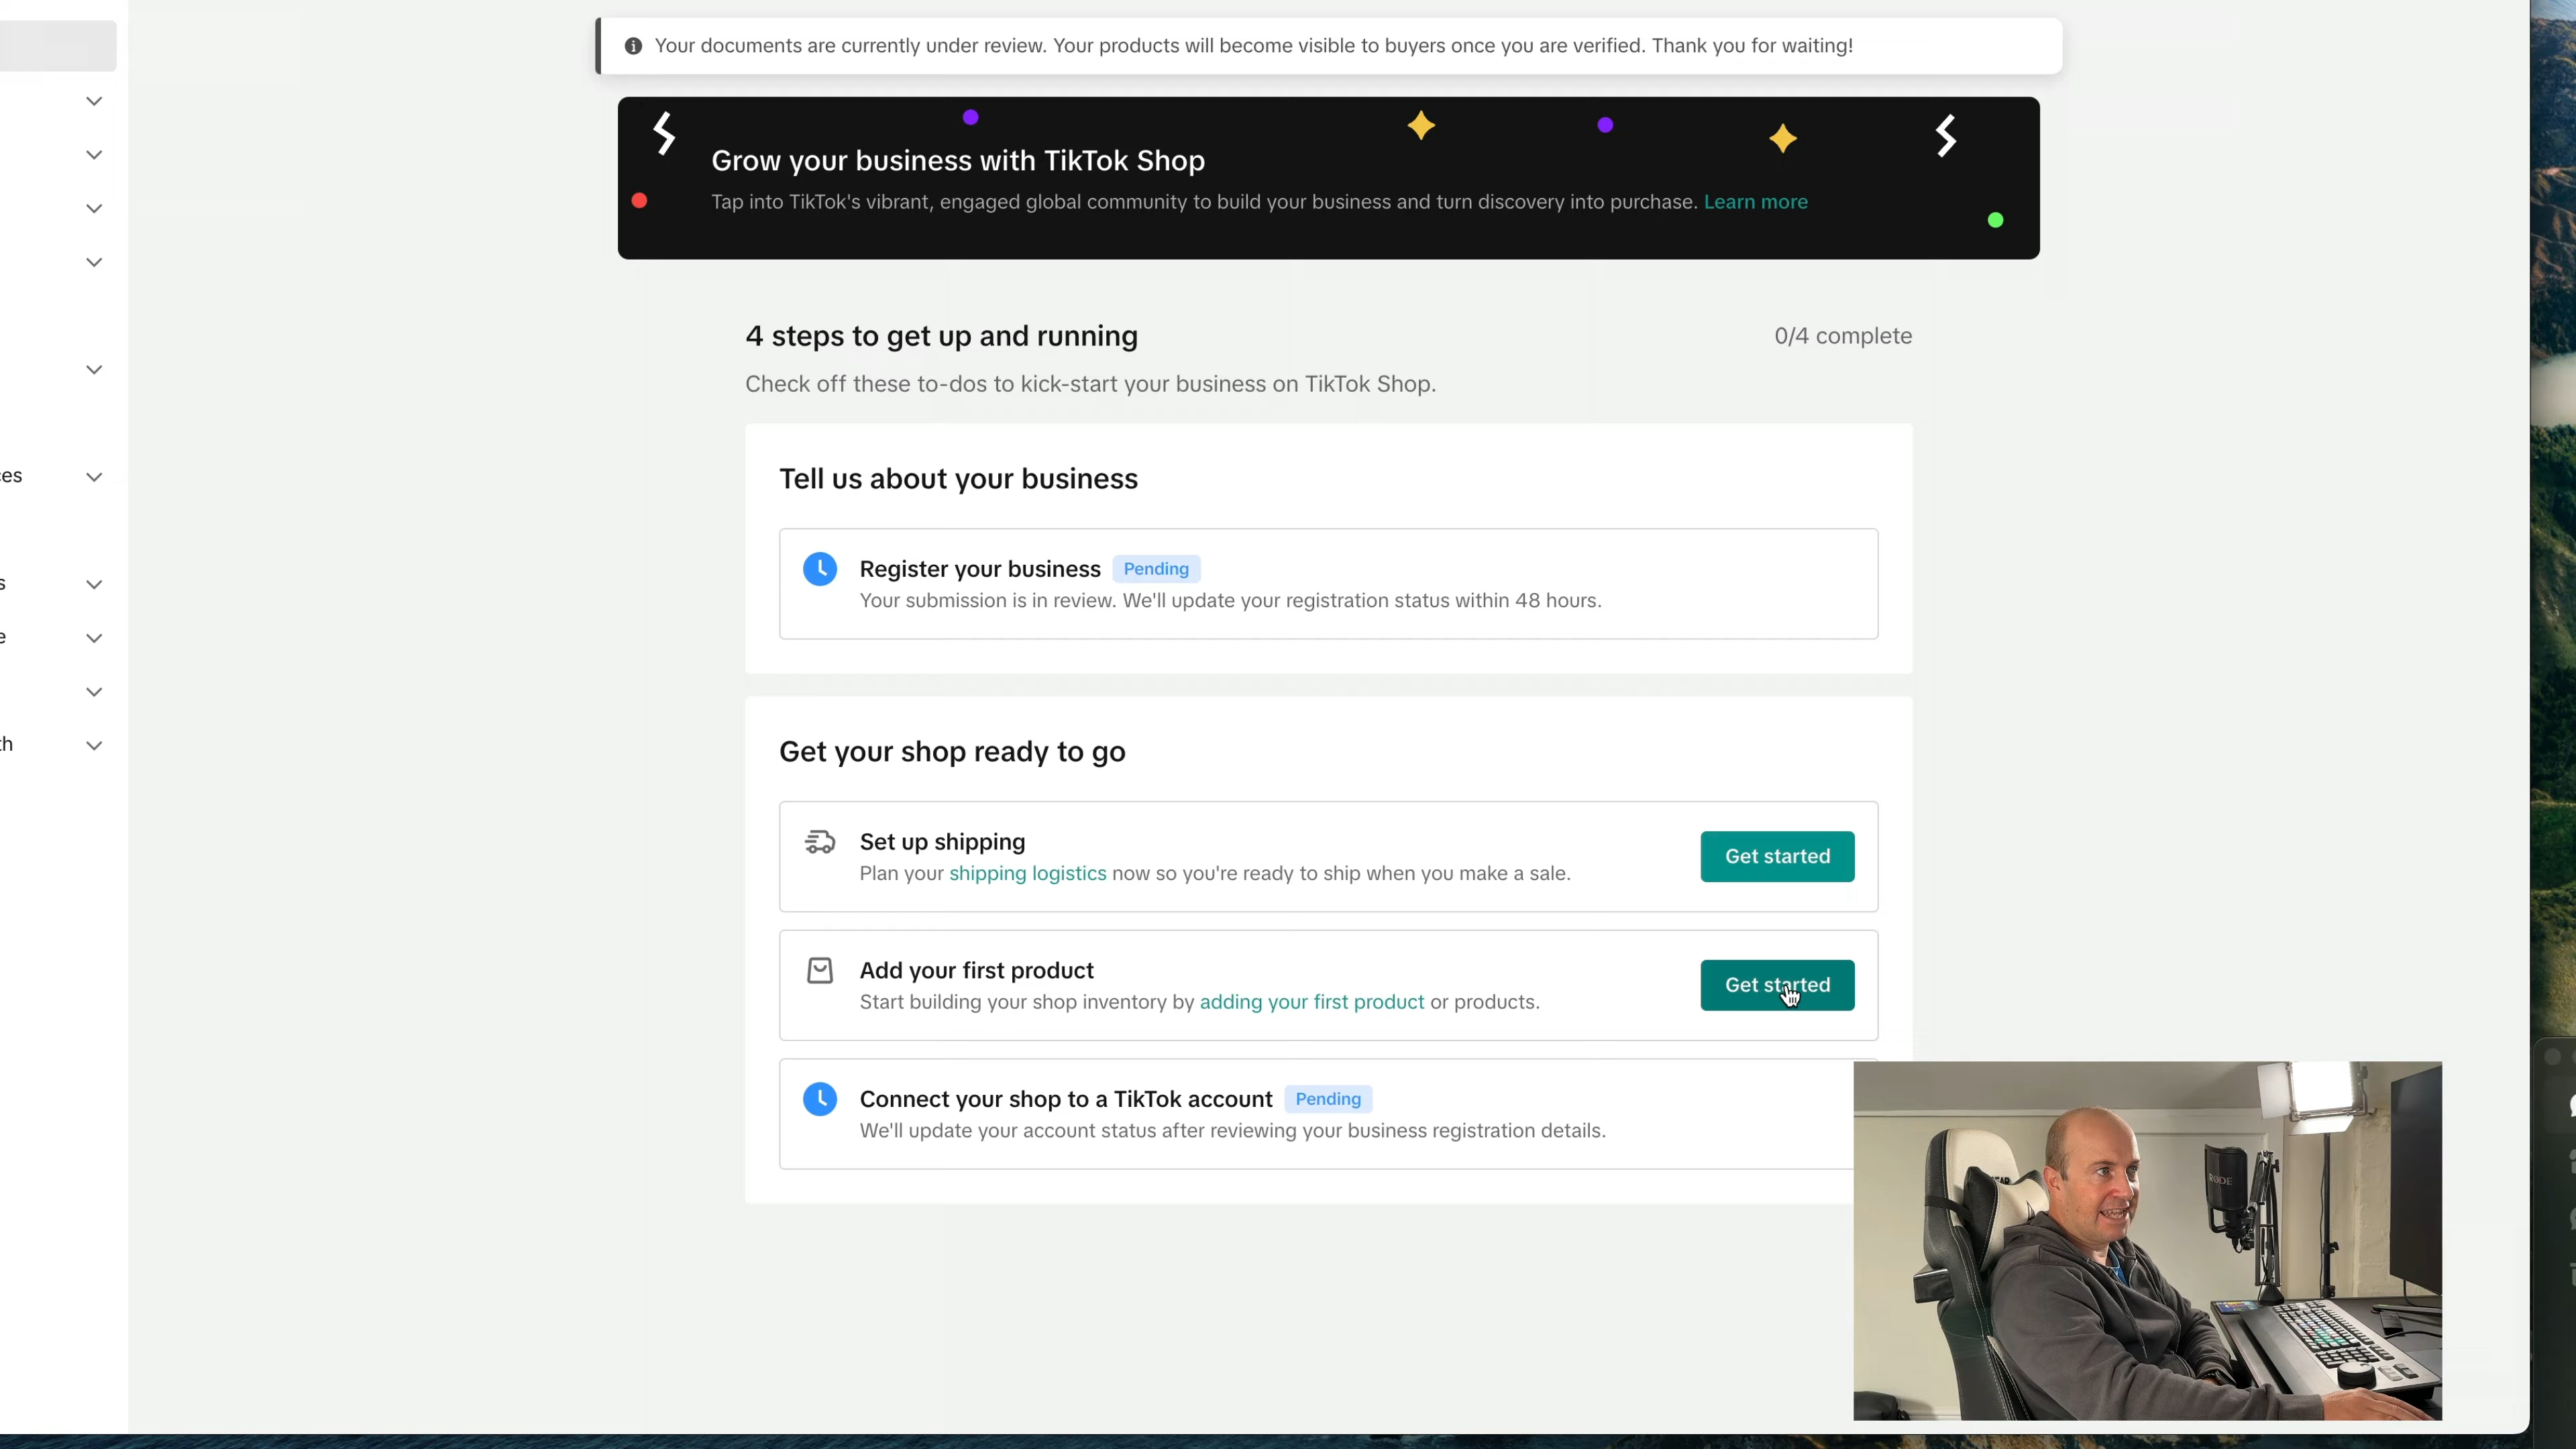 Your documents are currently under review. Your products will become visible to buyers once you are verified. Thank you for waiting!
Grow your business with TikTok Shop
Tap into TikTok's vibrant, engaged global community to build your business and turn discovery into purchase. Learn more
4 steps to get up and running
0/4 complete
Check off these to-dos to kick-start your business on TikTok Shop.
Tell us about your business
ces
Register your business Pending
Your submission is in review. We'll update your registration status within 48 hours.
s
e
Get your shop ready to go
th
Set up shipping
Plan your shipping logistics now so you're ready to ship when you make a sale.
Get started
Add your first product
Start building your shop inventory by adding your first product or products.
Get started
Connect your shop to a TikTok account Pending
We'll update your account status after reviewing your business registration details.
RØDE